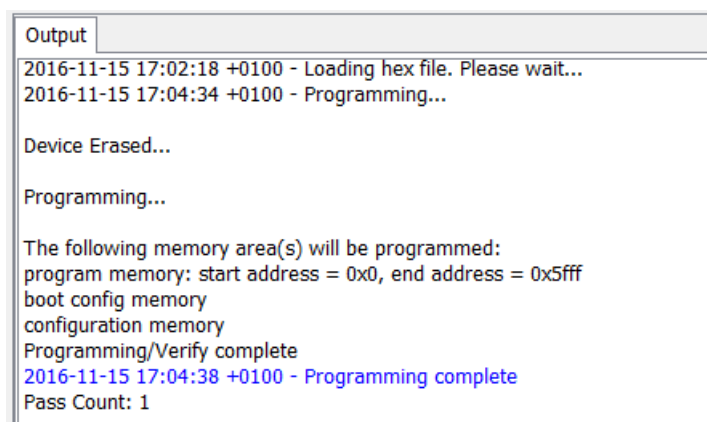 Output
2016-11-15 17:02:18 +0100 - Loading hex file. Please wait...
2016-11-15 17:04:34 +0100 - Programming...
Device Erased...
Programming...
The following memory area(s) will be programmed:
program memory: start address = 0x0, end address = 0x5fff
boot config memory
configuration memory
Programming/Verify complete
2016-11-15 17:04:38 +0100 - Programming complete
Pass Count: 1